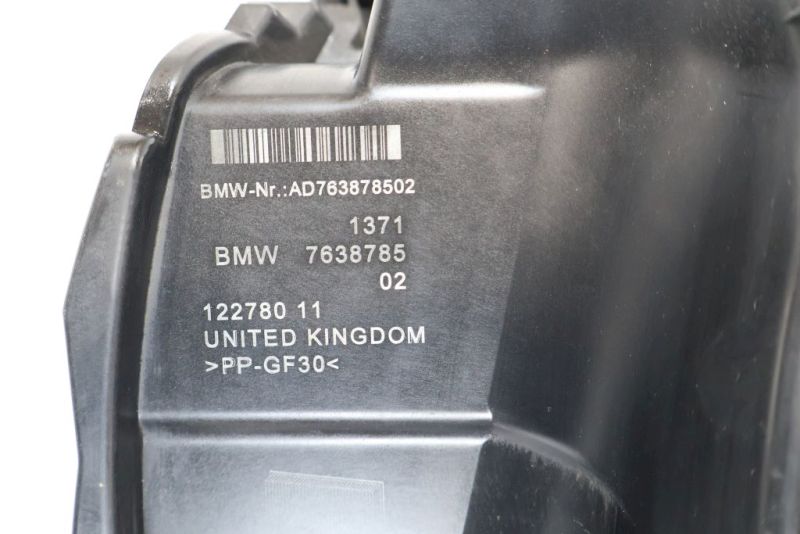 BMW-Nr.:AD763878502
1371
BMW 7638785
02
122780 11
UNITED KINGDOM
>PP-GF30<